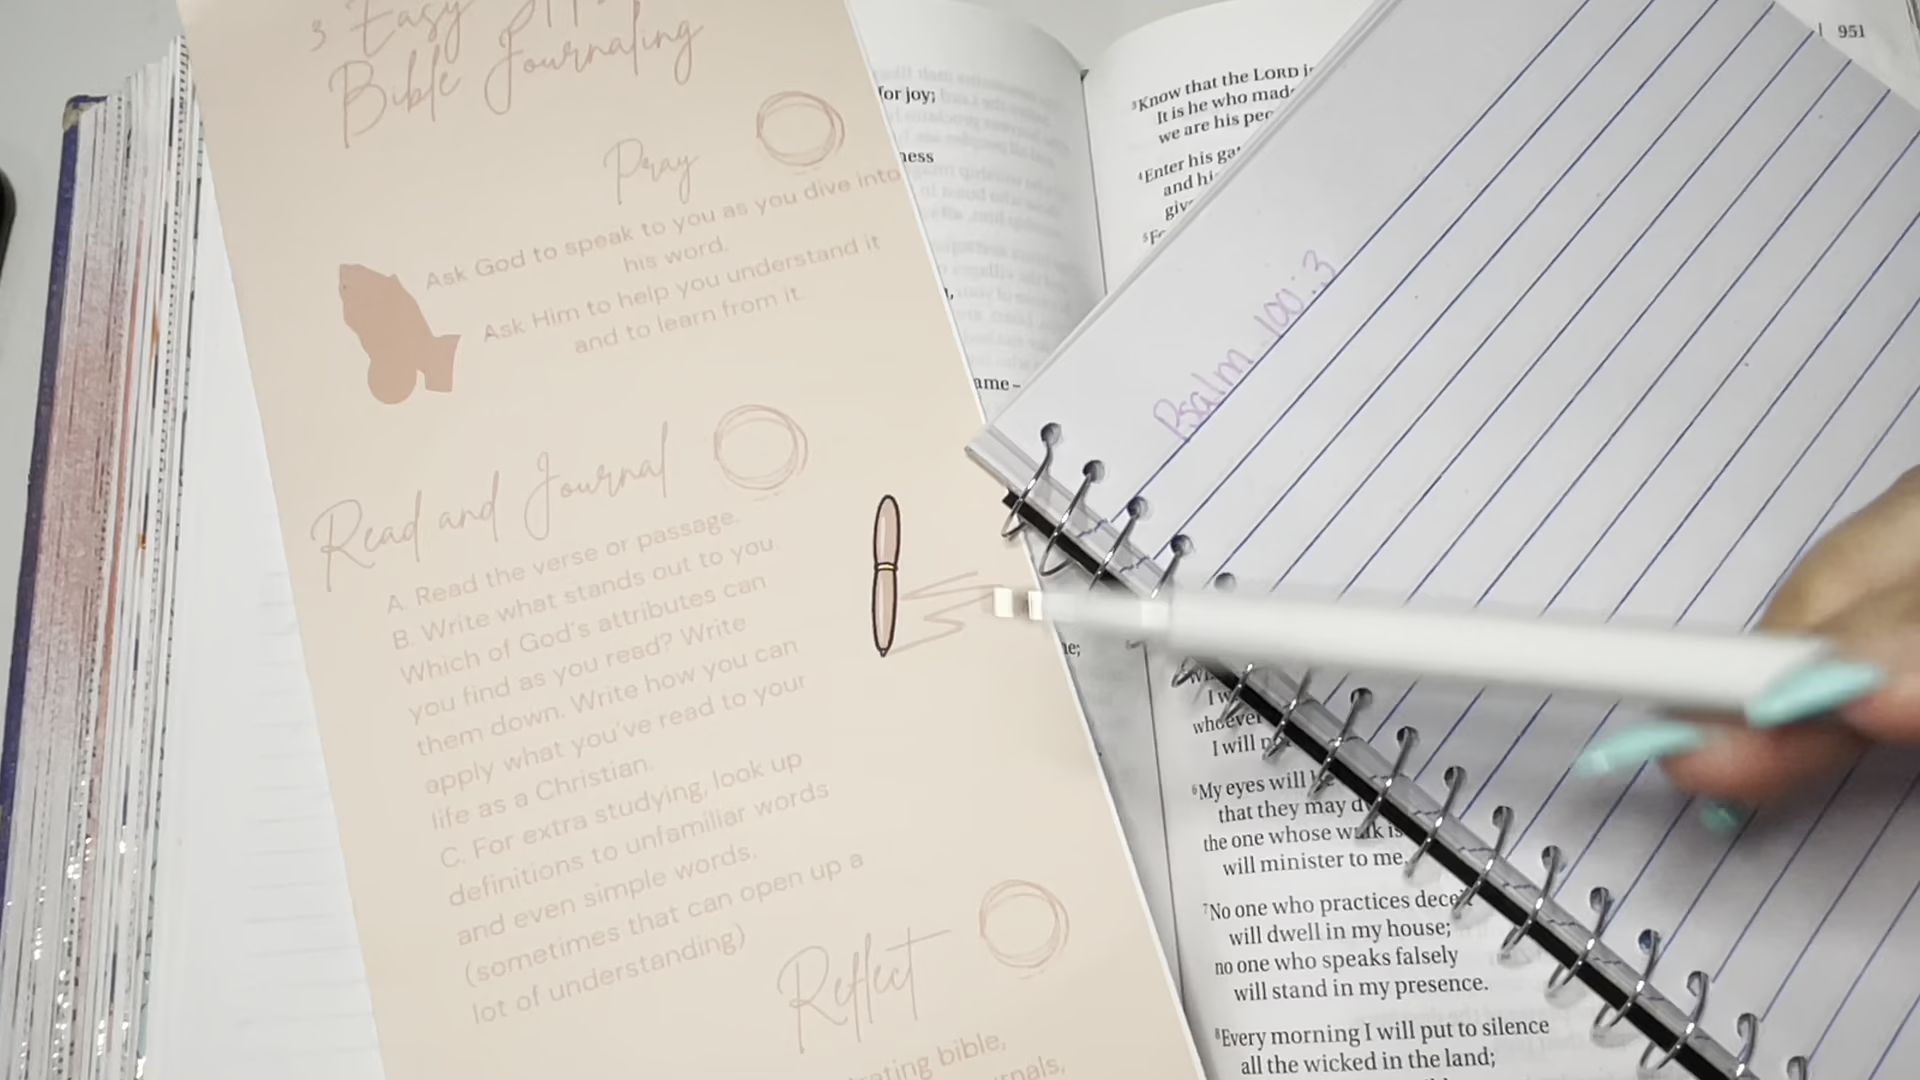 3 Easy
Bible Journaling
Pray
Ask God to speak to you as you dive into
his word.
Ask Him to help you understand it
and to learn from it.
Read and Journal
A. Read the verse or passage.
B. Write what stands out to you.
Which of God's attributes can
you find as you read? Write
them down. Write how you can
apply what you've read to your
life as a Christian.
C. For extra studying, look up
definitions to unfamiliar words
and even simple words.
(sometimes that can open up a
lot of understanding)
Reflect
bible,
for joy;
951
3Know that the LORD
It is he who made
we are his
4Enter his
and
Psalm 100:3
I
whoever
I will
6My eyes will
that they may
the one whose walk is
will minister to me.
7No one who practices
will dwell in my house;
no one who speaks falsely
will stand in my presence.
8Every morning I will put to silence
all the wicked in the land;